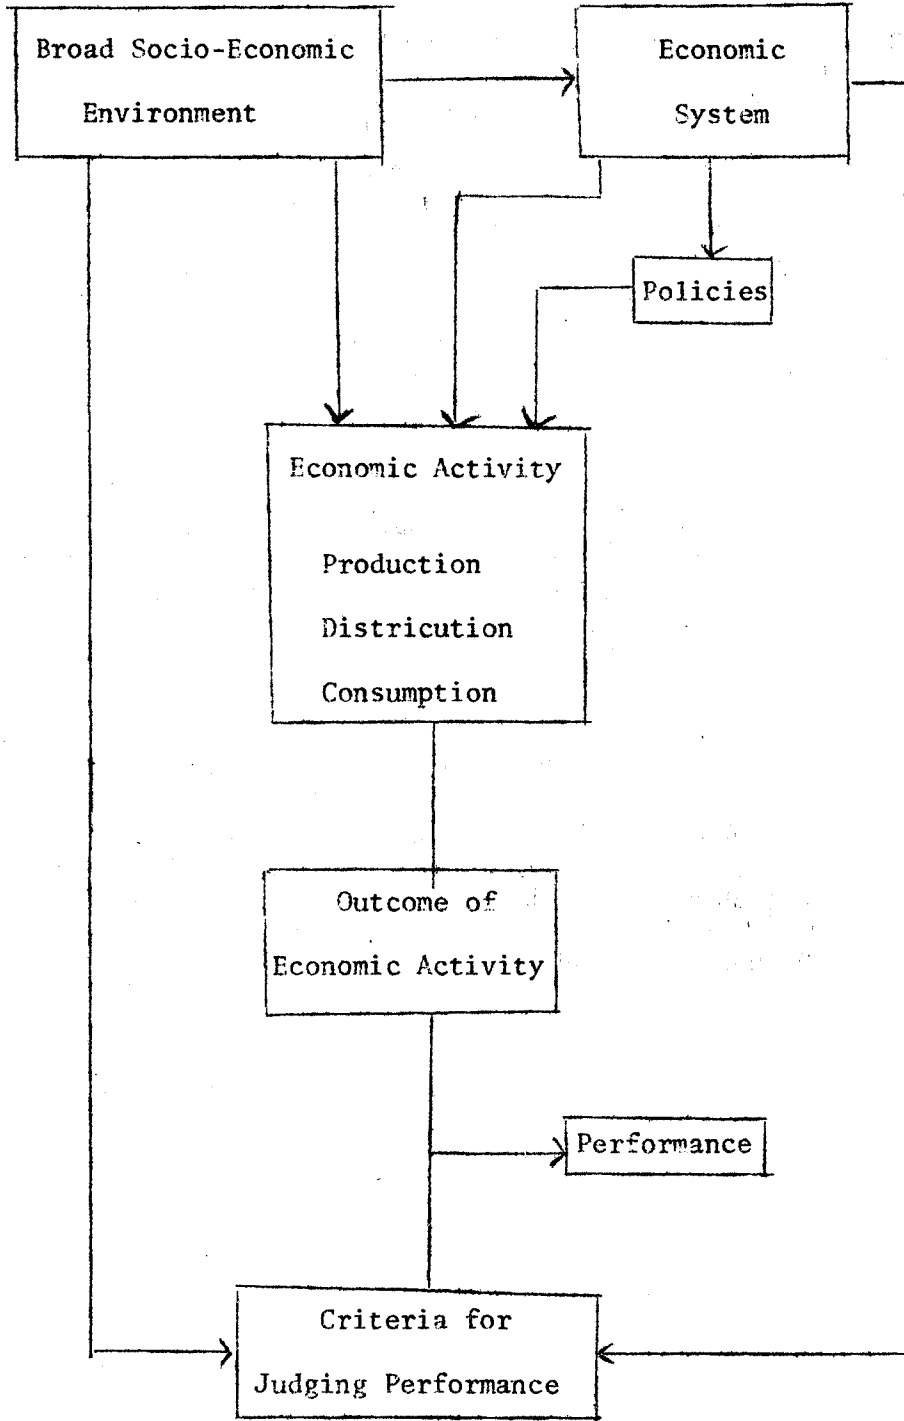 Broad Socio-Economic
Environment
Economic
System
Policies
Economic Activity
Production
Districution
Consumption
Outcome of
Economic Activity
Performance
Criteria for
Judging Performance